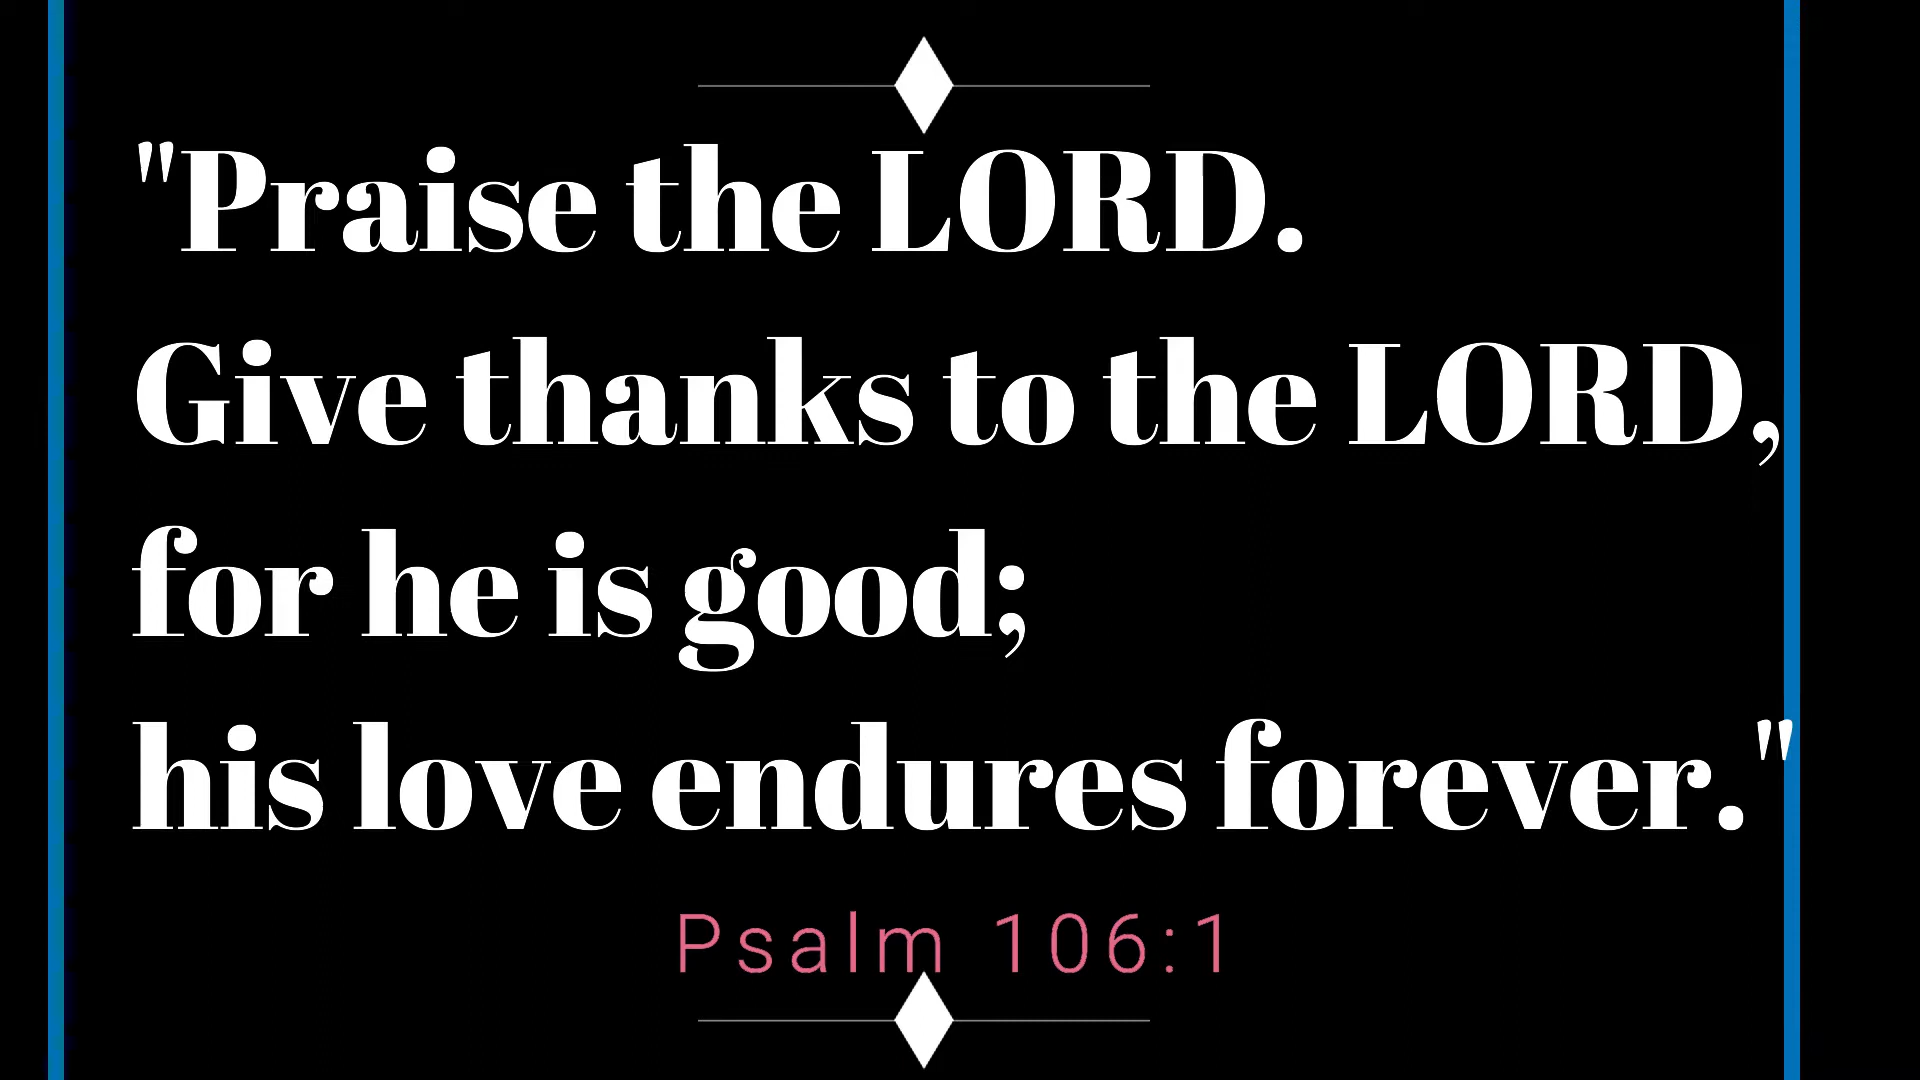 "Praise the LORD.
Give thanks to the LORD,
for he is good;
his love endures forever."
Psalm 106:1